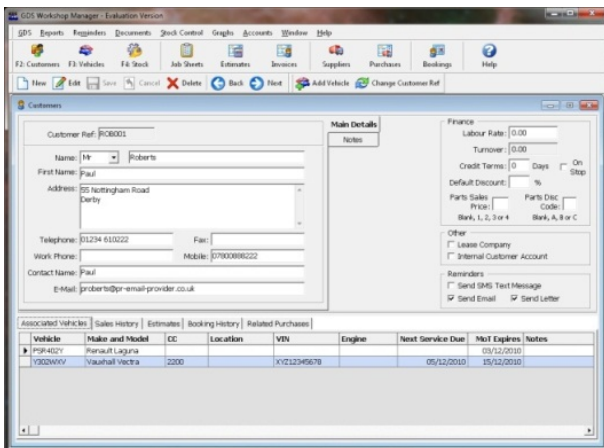 GDS Workshop Manager - Evaluation Version
GDS Reports Reminders Documents Stock Control Graphs Accounts Window Help
F2: Customers F3: Vehicles F4: Stock Job Sheets Estimates Invoices Suppliers Purchases Bookings Help
New Edit Save Cancel Delete Back Next Add Vehicle Change Customer Ref
Customers
Customer Ref: ROB001
Name: Mr Roberts
First Name: Paul
Address: 55 Nottingham Road
Derby
Telephone: 01234 610222 Fax:
Work Phone: Mobile: 07800888222
Contact Name: Paul
E-Mail: proberts@pr-email-provider.co.uk
Main Details
Notes
Finance
Labour Rate: 0.00
Turnover: 0.00
Credit Terms: 0 Days On Stop
Default Discount: %
Parts Sales Price: Parts Disc Code:
Blank, 1, 2, 3 or 4 Blank, A, B or C
Other
Lease Company
Internal Customer Account
Reminders
Send SMS Text Message
Send Email Send Letter
Associated Vehicles Sales History Estimates Booking History Related Purchases
Vehicle Make and Model CC Location VIN Engine Next Service Due MoT Expires Notes
PSR402Y Renault Laguna 03/12/2010
Y302WXV Vauxhall Vectra 2200 XYZ12345678 05/12/2010 15/12/2010